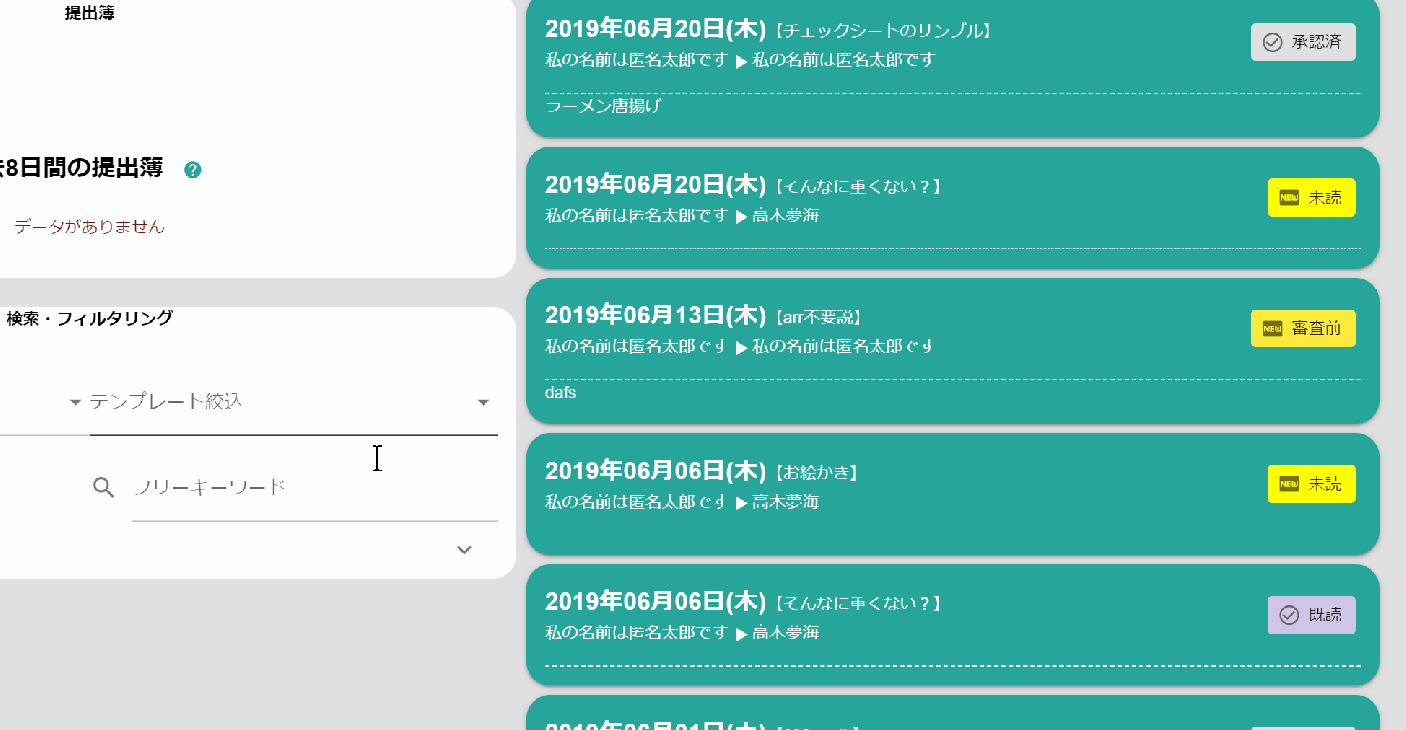 提出簿
去8日間の提出簿
データがありません
検索・フィルタリング
テンプレート絞込
フリーキーワード
2019年06月20日(木)【チェックシートのサンプル】
承認済
私の名前は匿名太郎です ▶ 私の名前は匿名太郎です
ラーメン唐揚げ
2019年06月20日(木)【そんなに重くない？】
NEW 未読
私の名前は匿名太郎です ▶ 高木夢海
2019年06月13日(木)【arr不要説】
NEW 審査前
私の名前は匿名太郎です ▶ 私の名前は匿名太郎です
dafs
2019年06月06日(木)【お絵かき】
NEW 未読
私の名前は匿名太郎です ▶ 高木夢海
2019年06月06日(木)【そんなに重くない？】
既読
私の名前は匿名太郎です ▶ 高木夢海
2019年06月01日(木)